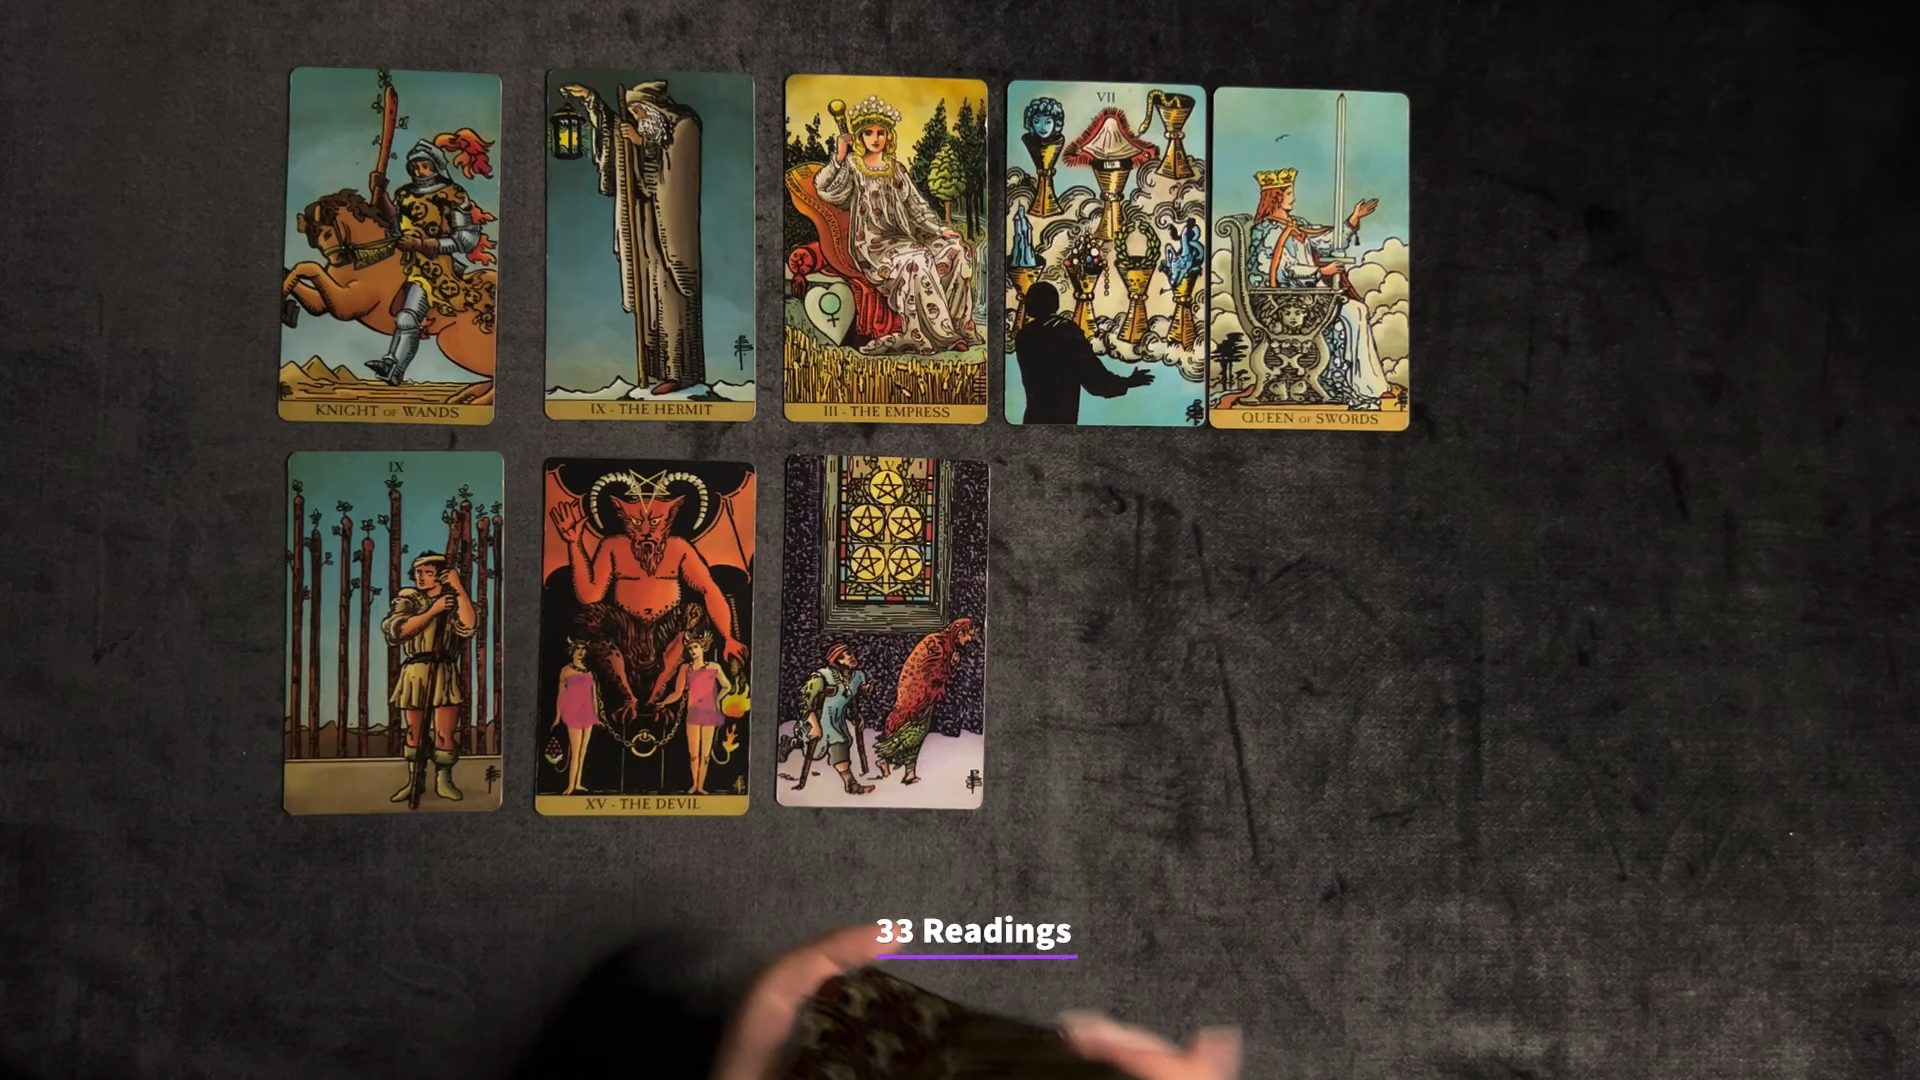 VII
KNIGHT OF WANDS
IX - THE HERMIT
III - THE EMPRESS
QUEEN OF SWORDS
IX
V
XV - THE DEVIL
33 Readings